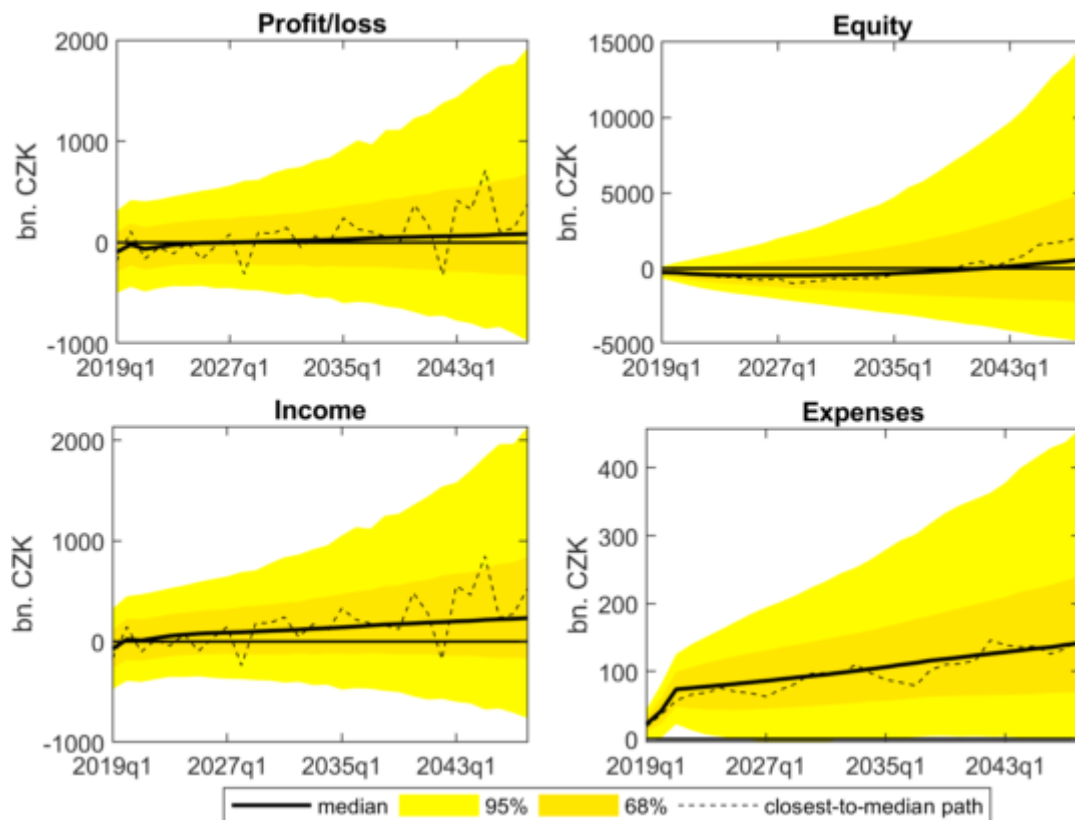 Profit/loss
bn. CZK
2000
1000
0
-1000
2019q1 2027q1 2035q1 2043q1
Equity
bn. CZK
15000
10000
5000
0
-5000
2019q1 2027q1 2035q1 2043q1
Income
bn. CZK
2000
1000
0
-1000
2019q1 2027q1 2035q1 2043q1
Expenses
bn. CZK
400
300
200
100
0
2019q1 2027q1 2035q1 2043q1
median 95% 68% closest-to-median path